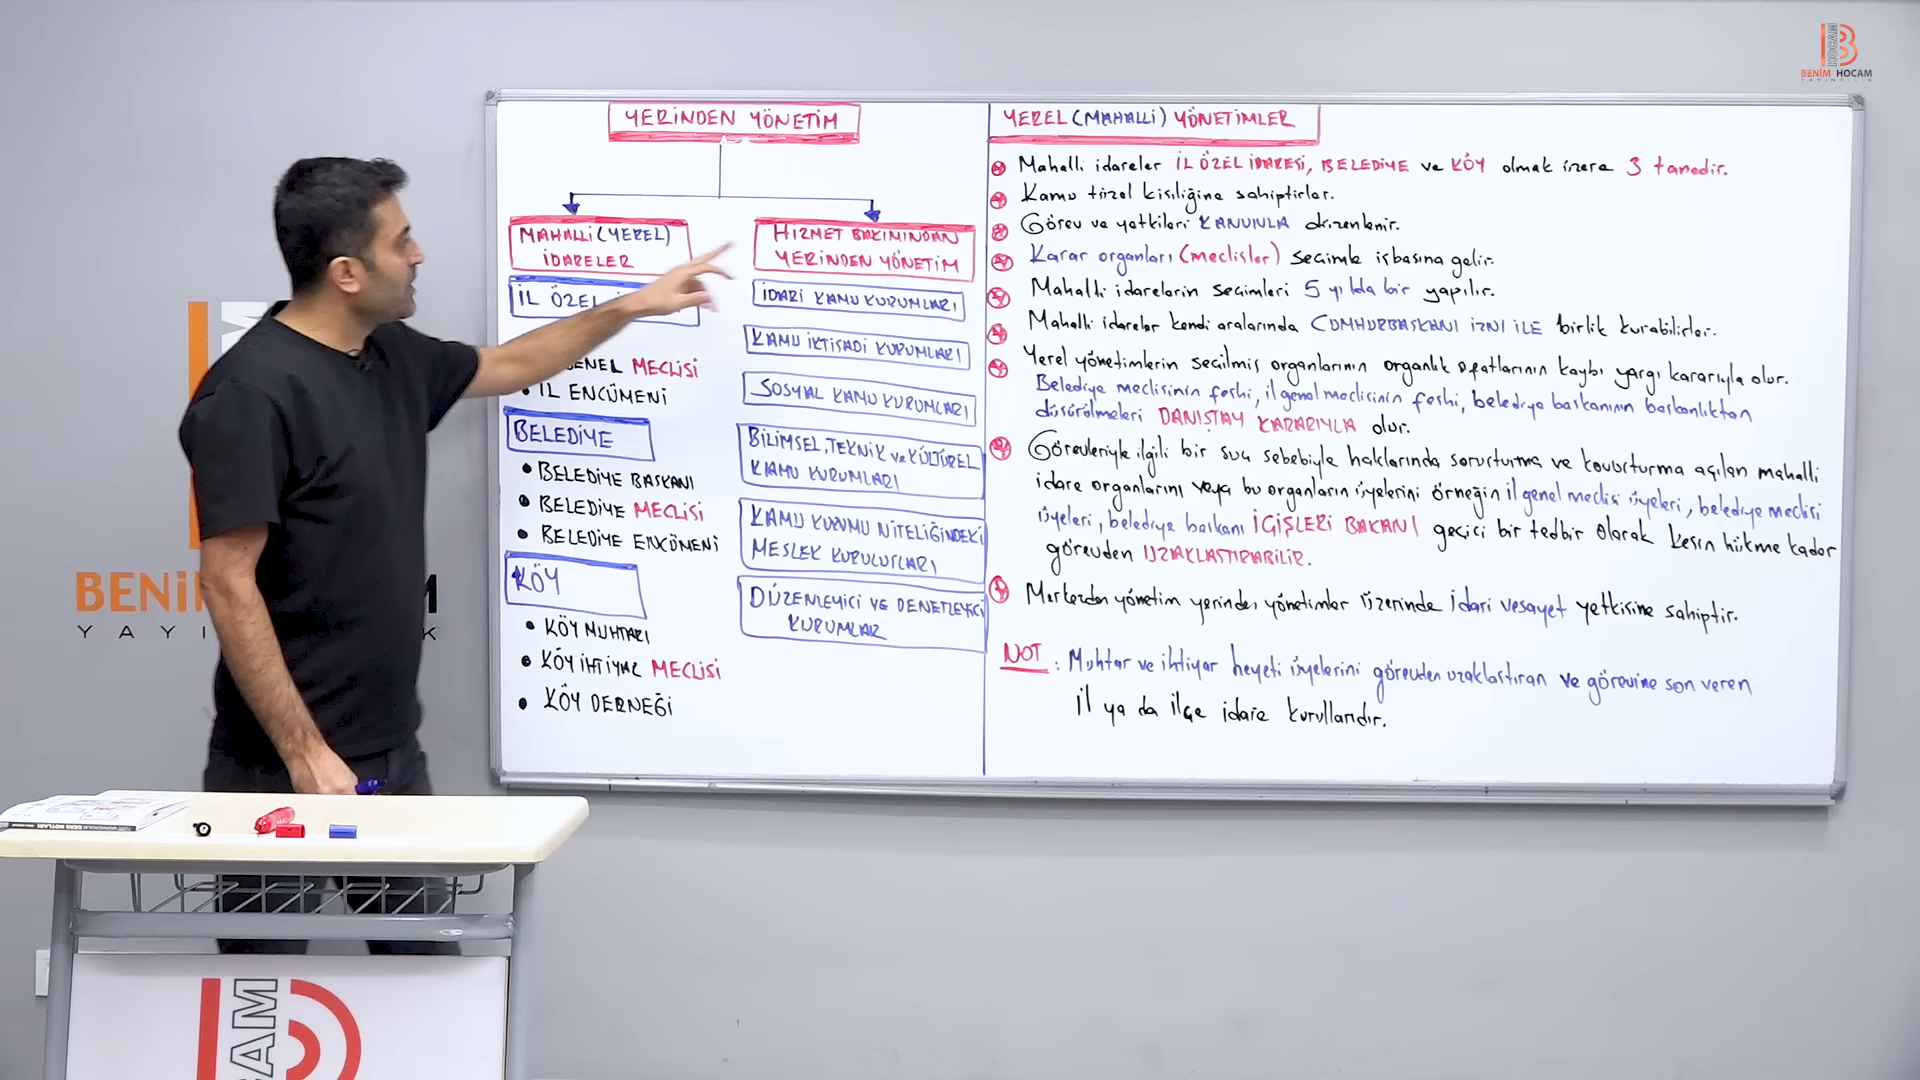 HOCAM
BENİM HOCAM
YAYINCILIK
YERİNDEN YÖNETİM
MAHALLİ (YEREL)
İDARELER
İL ÖZEL
GENEL MECLİSİ
• İL ENCÜMENİ
BELEDİYE
• BELEDİYE BAŞKANI
• BELEDİYE MECLİSİ
• BELEDİYE ENCÜMENİ
KÖY
• KÖY MUHTARI
• KÖY İHTİYAR MECLİSİ
• KÖY DERNEĞİ
HİZMET BAKIMINDAN
YERİNDEN YÖNETİM
İDARİ KAMU KURUMLARI
KAMU İKTİSADİ KURUMLARI
SOSYAL KAMU KURUMLARI
BİLİMSEL, TEKNİK ve KÜLTÜREL
KAMU KURUMLARI
KAMU KURUMU NİTELİĞİNDEKİ
MESLEK KURULUŞLARI
DÜZENLEYİCİ VE DENETLEYİCİ
KURUMLAR
YEREL (MAHALLİ) YÖNETİMLER
Mahalli idareler İL ÖZEL İDARESİ, BELEDİYE ve KÖY olmak üzere 3 tanedir.
Kamu tüzel kişiliğine sahiptirler.
Görev ve yetkileri KANUNLA düzenlenir.
Karar organları (meclisler) seçimle işbaşına gelir.
Mahalli idarelerin seçimleri 5 yılda bir yapılır.
Mahalli idareler kendi aralarında CUMHURBAŞKANI İZNİ İLE birlik kurabilirler.
Yerel yönetimlerin seçilmiş organlarının organlık sıfatlarının kaybı yargı kararıyla olur.
Belediye meclisinin feshi, il genel meclisinin feshi, belediye başkanının başkanlıktan
düşürülmeleri DANIŞTAY KARARIYLA olur.
Görevleriyle ilgili bir suç sebebiyle haklarında soruşturma ve kovuşturma açılan mahalli
idare organlarını veya bu organların üyelerini örneğin il genel meclisi üyeleri, belediye meclisi
üyeleri, belediye başkanı İÇİŞLERİ BAKANI geçici bir tedbir olarak kesin hükme kadar
görevden UZAKLAŞTIRABİLİR.
Merkezden yönetim yerinden yönetimler üzerinde idari vesayet yetkisine sahiptir.
NOT : Muhtar ve ihtiyar heyeti üyelerini görevden uzaklaştıran ve görevine son veren
İl ya da ilçe idare kurullarıdır.
BENİ M
YAYI K
DERS NOTLARI
CAM